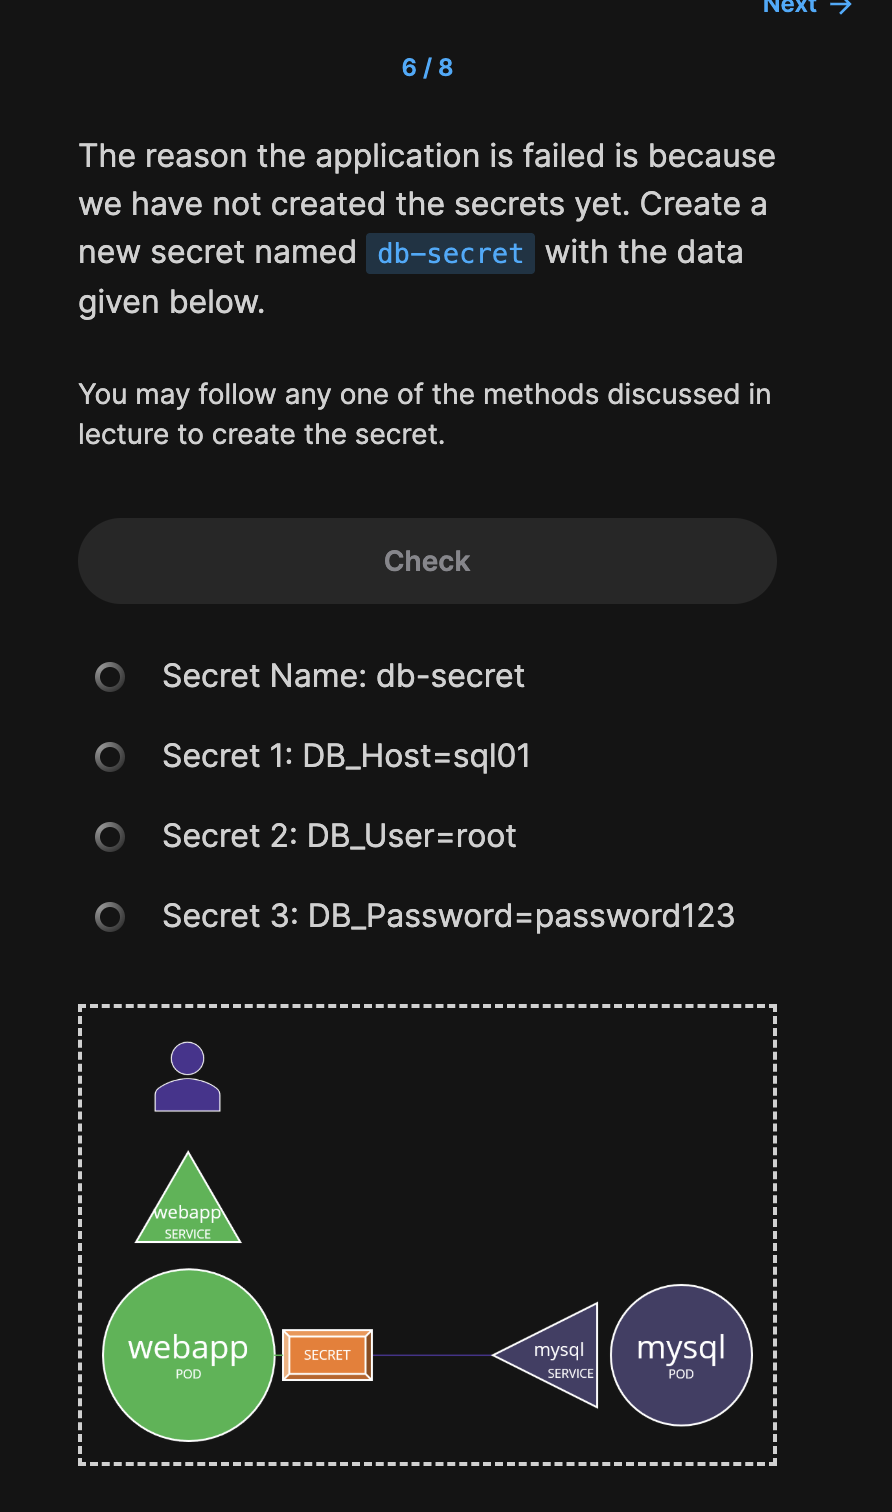 Next →
6 / 8
The reason the application is failed is because
we have not created the secrets yet. Create a
new secret named db-secret with the data
given below.
You may follow any one of the methods discussed in
lecture to create the secret.
Check
Secret Name: db-secret
Secret 1: DB_Host=sql01
Secret 2: DB_User=root
Secret 3: DB_Password=password123
webapp
SERVICE
webapp
POD
SECRET
mysql
SERVICE
mysql
POD